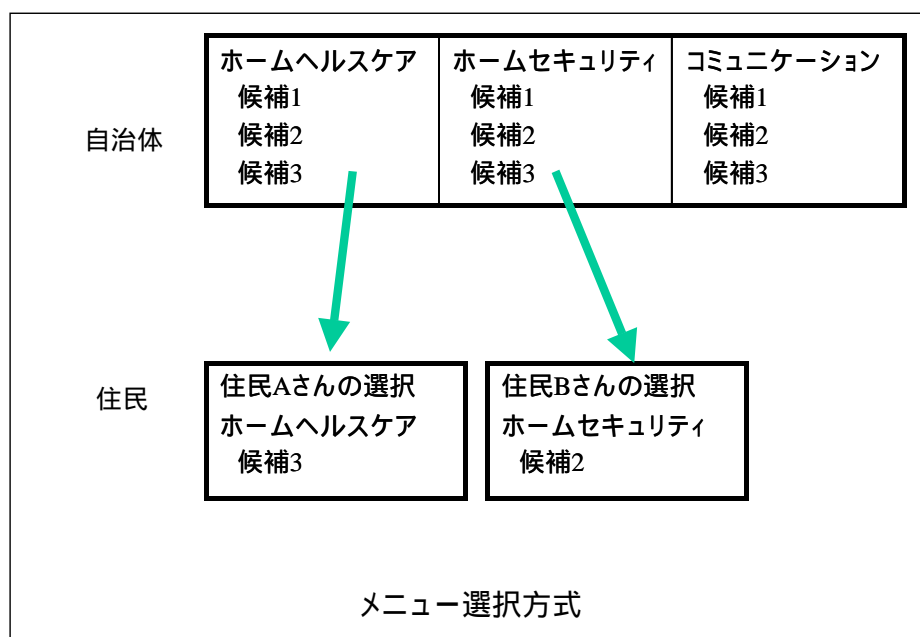 自治体
ホームヘルスケア
候補1
候補2
候補3
ホームセキュリティ
候補1
候補2
候補3
コミュニケーション
候補1
候補2
候補3
住民
住民Aさんの選択
ホームヘルスケア
候補3
住民Bさんの選択
ホームセキュリティ
候補2
メニュー選択方式